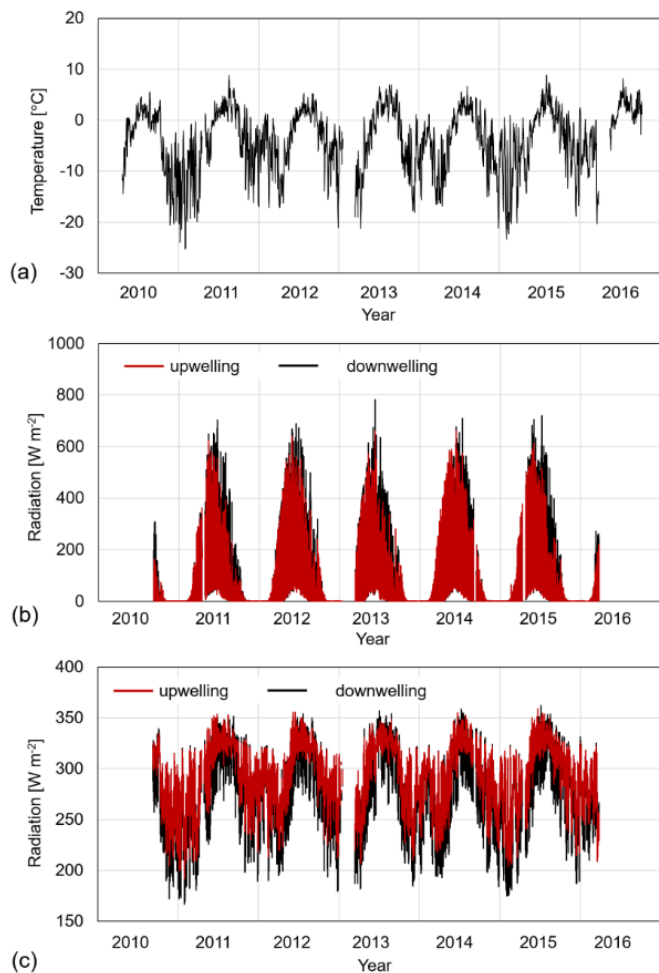 20
10
0
-10
-20
-30
Temperature [°C]
(a)
2010 2011 2012 2013 2014 2015 2016
Year
1000
800
600
400
200
0
Radiation [W m-2]
upwelling downwelling
(b)
2010 2011 2012 2013 2014 2015 2016
Year
400
350
300
250
200
150
Radiation [W m-2]
upwelling downwelling
(c)
2010 2011 2012 2013 2014 2015 2016
Year